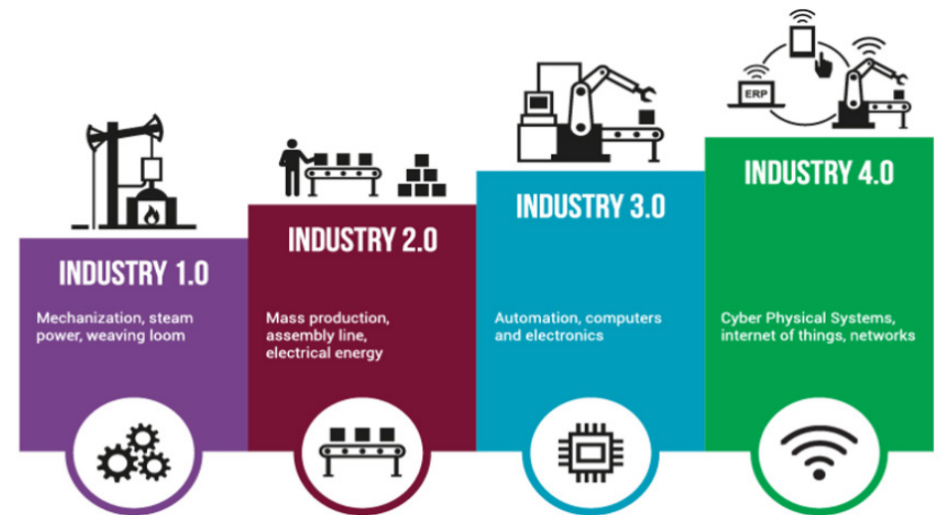 ERP
INDUSTRY 1.0
Mechanization, steam
power, weaving loom
INDUSTRY 2.0
Mass production,
assembly line,
electrical energy
INDUSTRY 3.0
Automation, computers
and electronics
INDUSTRY 4.0
Cyber Physical Systems,
internet of things, networks